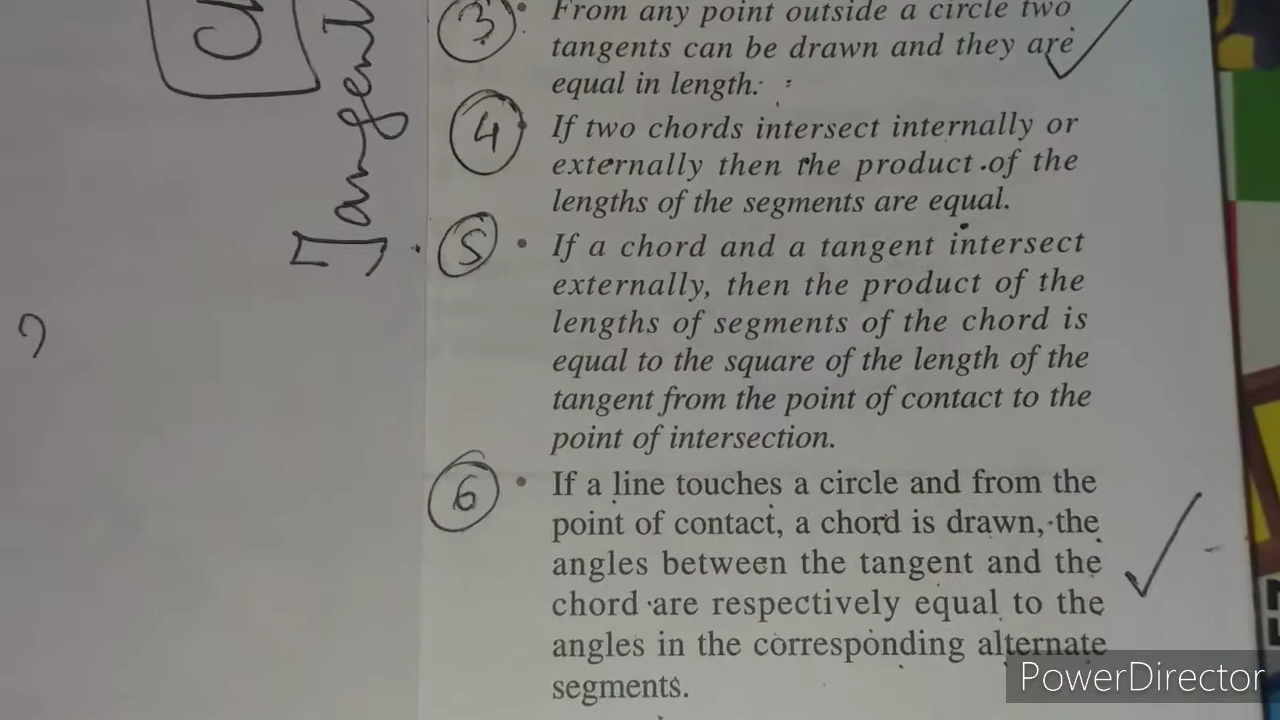 Tangent
3 • From any point outside a circle two
tangents can be drawn and they are
equal in length.
4 • If two chords intersect internally or
externally then the product of the
lengths of the segments are equal.
5 • If a chord and a tangent intersect
externally, then the product of the
lengths of segments of the chord is
equal to the square of the length of the
tangent from the point of contact to the
point of intersection.
6 • If a line touches a circle and from the
point of contact, a chord is drawn, the
angles between the tangent and the
chord are respectively equal to the
angles in the corresponding alternate
segments.
PowerDirector